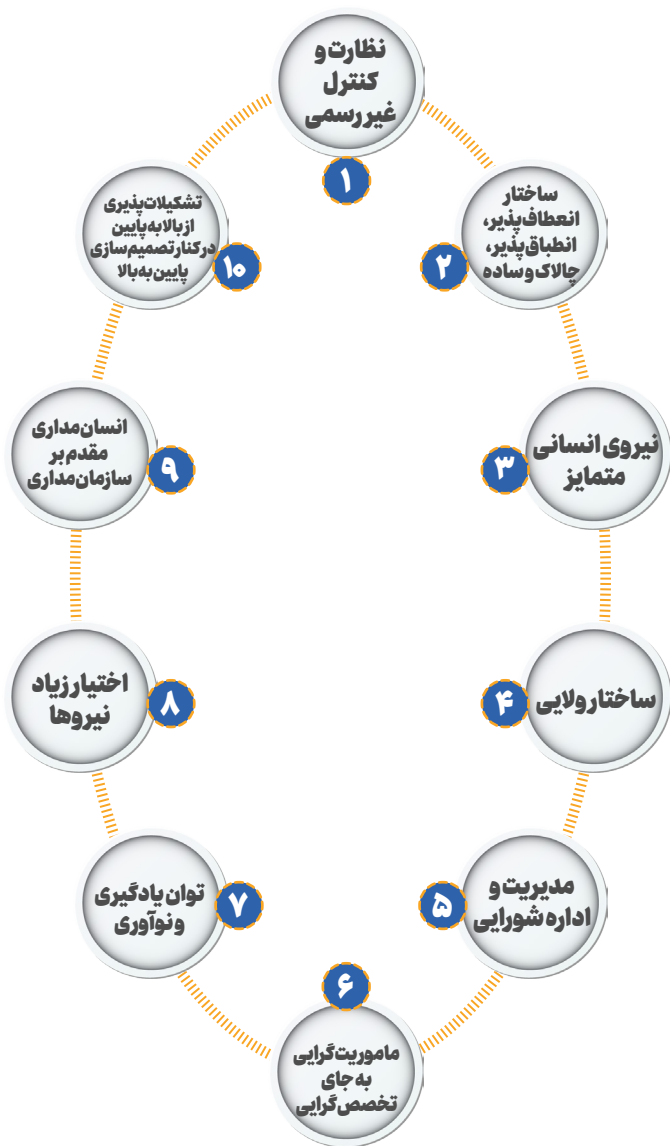 نظارت و
کنترل
غیر رسمی
۱
ساختار
انعطاف‌پذیر،
انطباق‌پذیر،
چالاک و ساده
۲
نیروی انسانی
متمایز
۳
ساختار ولایی
۴
مدیریت و
اداره شورایی
۵
ماموریت‌گرایی
به جای
تخصص‌گرایی
۶
توان یادگیری
و نوآوری
۷
اختیار زیاد
نیروها
۸
انسان‌مداری
مقدم بر
سازمان‌مداری
۹
تشکیلات‌پذیری
از بالا به پایین
در کنار تصمیم‌سازی
پایین به بالا
۱۰